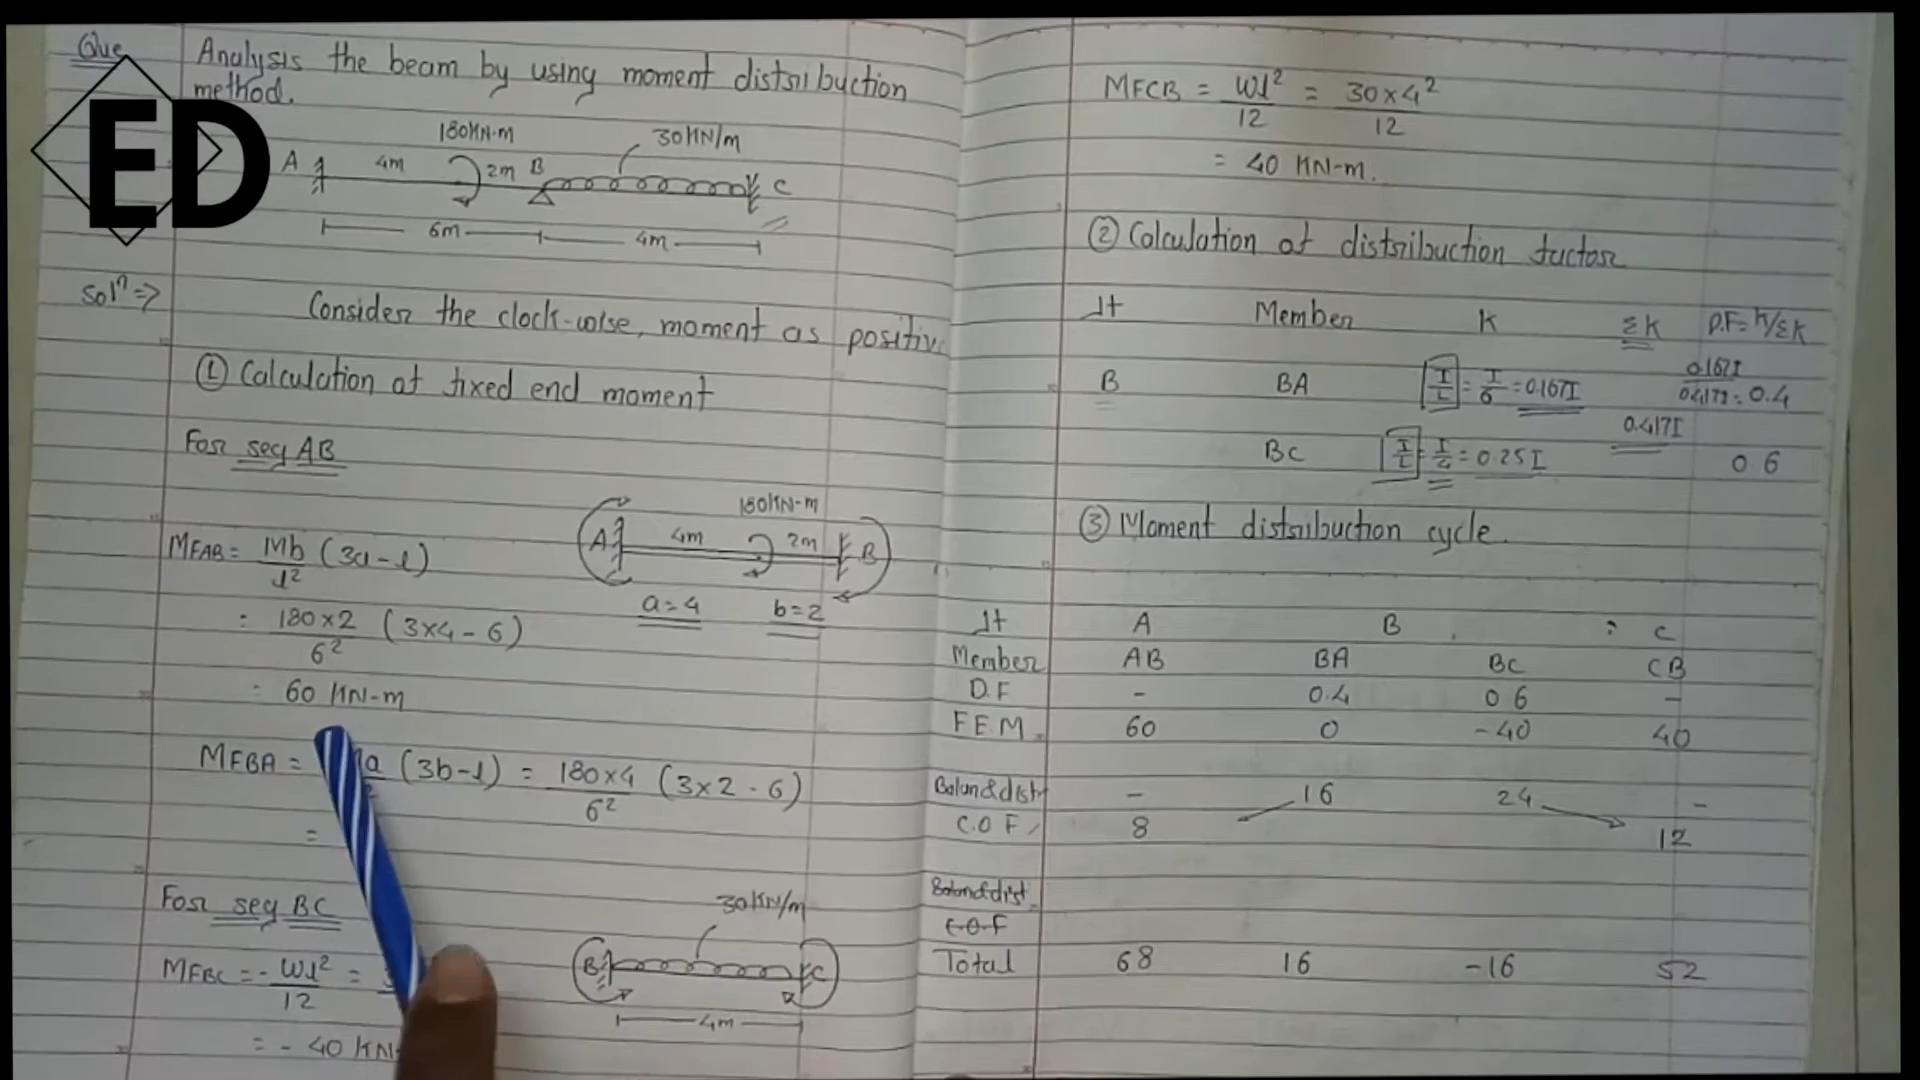 Que
Analysis the beam by using moment distribuction
method.
ED
180KN-m
30KN/m
A 4m 2m B C
6m 4m
Solⁿ =>
Consider the clock-wise, moment as positiv
① Calculation of fixed end moment
For seg AB
180KN-m
A 4m 2m B
a=4 b=2
MFAB = Mb/l² (3a-l)
= 180×2/6² (3×4-6)
= 60 KN-m
MFBA = a (3b-l) = 180×4/6² (3×2-6)
=
For seg BC
30KN/m
B C
4m
MFBC = -Wl²/12 =
= - 40 KN
MFCB = Wl²/12 = 30×4²/12
= 40 KN-m.
② Calculation of distribuction factor
Jt Member K ΣK D.F=K/ΣK
B BA I/L = I/6 = 0.167I 0.167I/0.417I = 0.4
0.417I
BC I/L = I/4 = 0.25I 0 6
③ Moment distribuction cycle.
Jt A B : C
Member AB BA BC CB
D.F - 0.4 0 6 -
F.E.M. 60 0 -40 40
Balan&dist - 16 24 -
C.O.F 8 12
Balan&dist
C.O.F
Total 68 16 -16 52